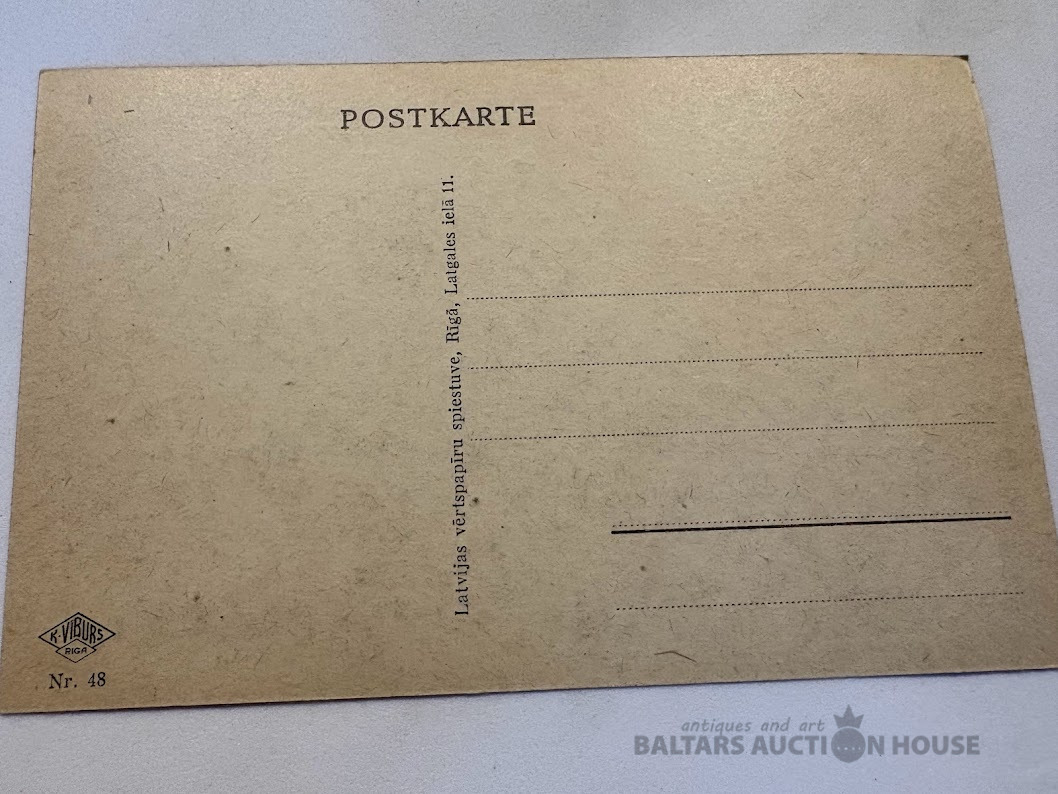 POSTKARTE
Latvijas vērtspapīru spiestuve, Rīgā, Latgales ielā 11.
K·VIBURS
RIGA
Nr. 48
antiques and art
BALTARS AUCTION HOUSE